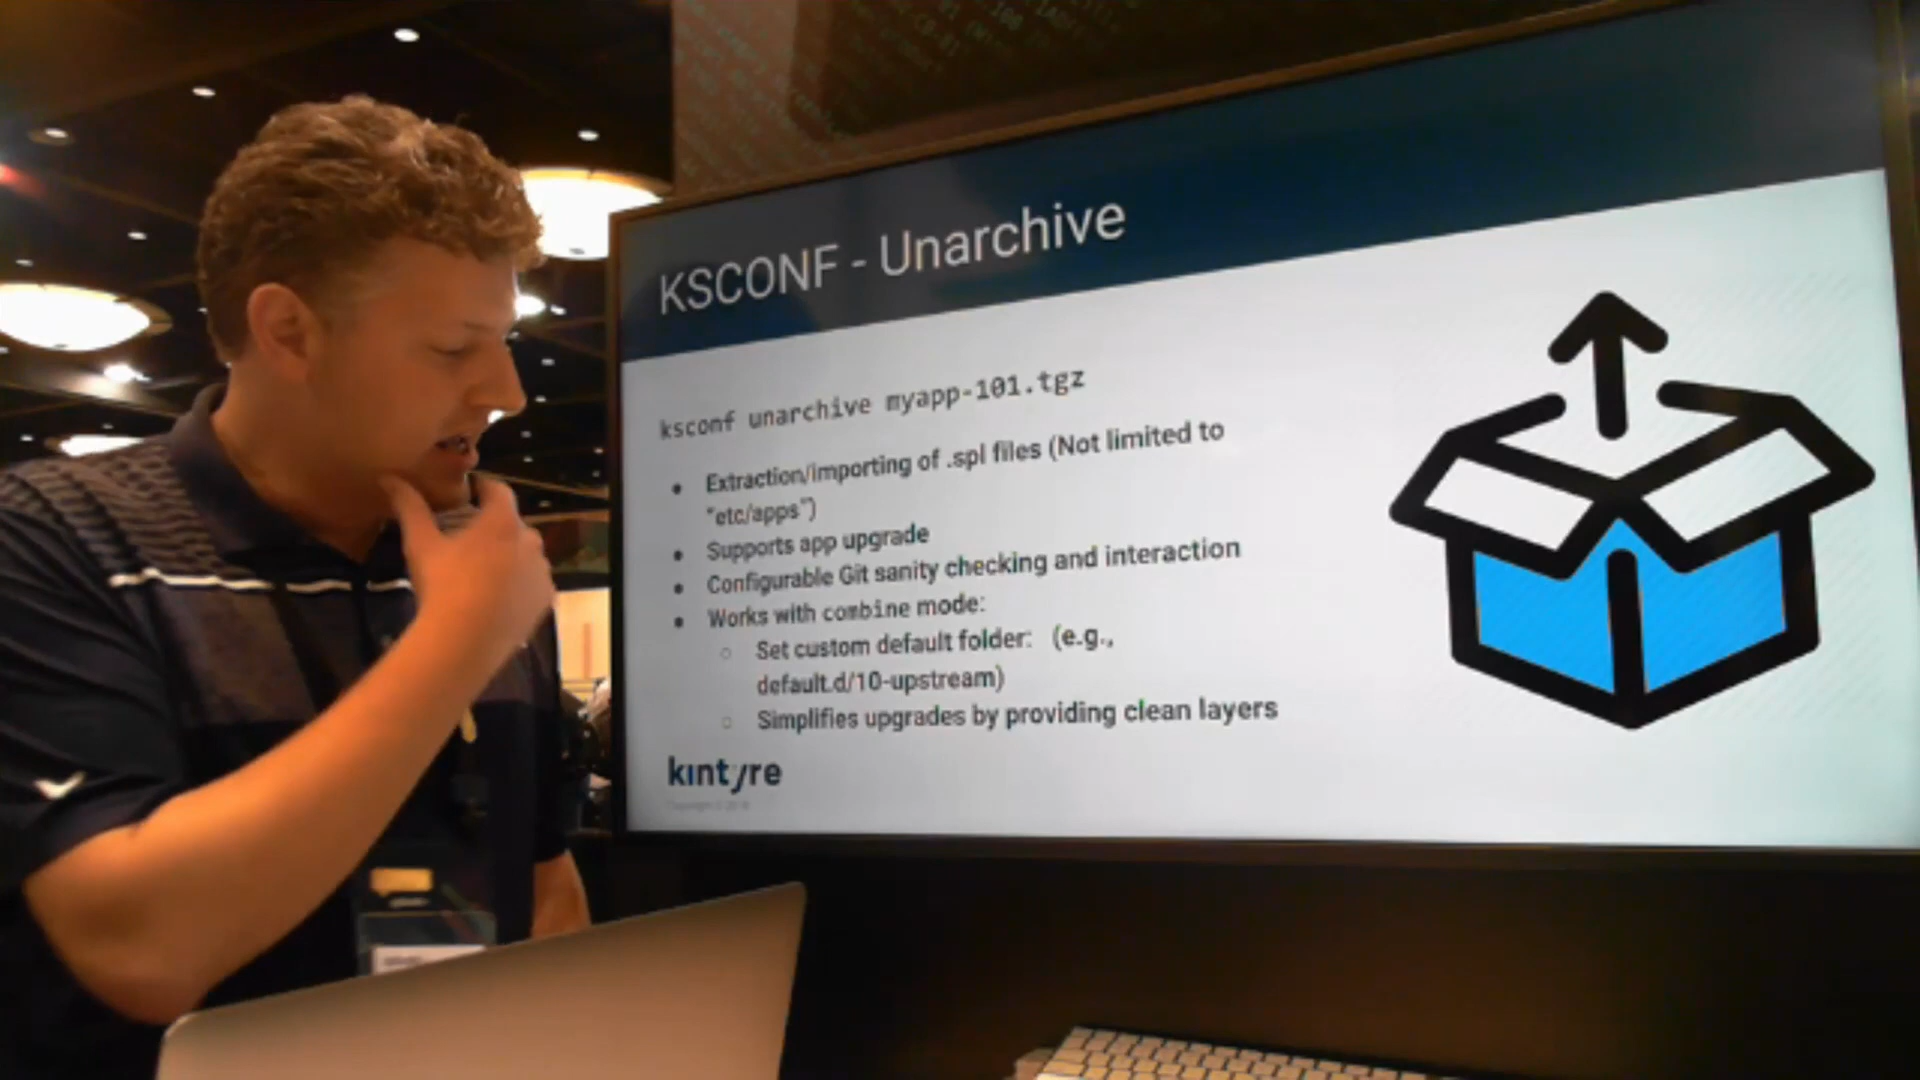 KSCONF - Unarchive
ksconf unarchive myapp-101.tgz
● Extraction/importing of .spl files (Not limited to
"etc/apps")
● Supports app upgrade
● Configurable Git sanity checking and interaction
● Works with combine mode:
○ Set custom default folder: (e.g.,
default.d/10-upstream)
○ Simplifies upgrades by providing clean layers
kintyre